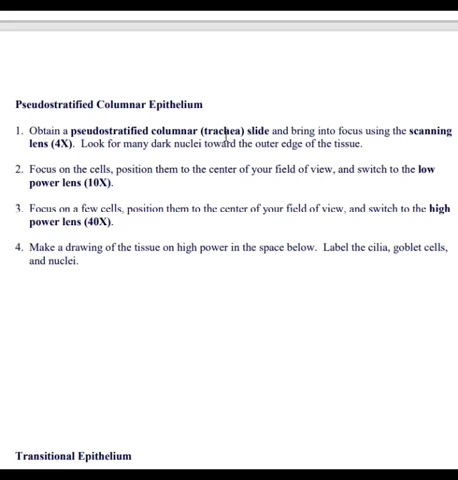 Pseudostratified Columnar Epithelium
1. Obtain a pseudostratified columnar (trachea) slide and bring into focus using the scanning
lens (4X). Look for many dark nuclei toward the outer edge of the tissue.
2. Focus on the cells, position them to the center of your field of view, and switch to the low
power lens (10X).
3. Focus on a few cells, position them to the center of your field of view, and switch to the high
power lens (40X).
4. Make a drawing of the tissue on high power in the space below. Label the cilia, goblet cells,
and nuclei.
Transitional Epithelium